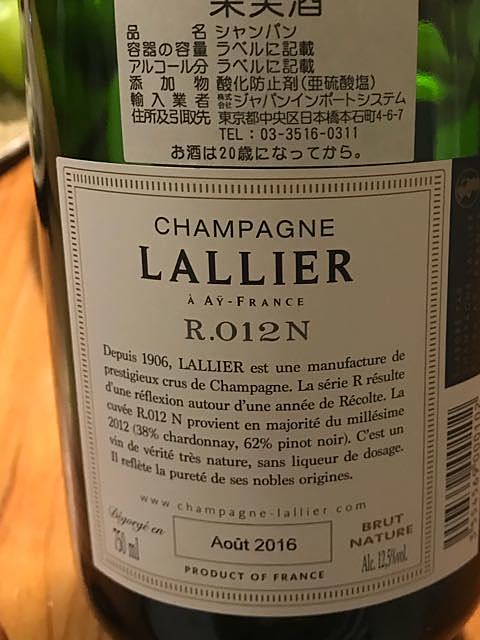 果実酒
品名 シャンパン
容器の容量 ラベルに記載
アルコール分 ラベルに記載
添加物 酸化防止剤(亜硫酸塩)
輸入業者 株式会社ジャパンインポートシステム
住所及引取先 東京都中央区日本橋本石町4-6-7
TEL:03-3516-0311
お酒は20歳になってから。
CHAMPAGNE
LALLIER
À AŸ-FRANCE
R.012N
Depuis 1906, LALLIER est une manufacture de
prestigieux crus de Champagne. La série R résulte
d'une réflexion autour d'une année de Récolte. La
cuvée R.012 N provient en majorité du millésime
2012 (38% chardonnay, 62% pinot noir). C'est un
vin de vérité très nature, sans liqueur de dosage.
Il reflète la pureté de ses nobles origines.
www.champagne-lallier.com
Dégorgé en
750 ml
Août 2016
BRUT
NATURE
Alc. 12,5%vol.
PRODUCT OF FRANCE